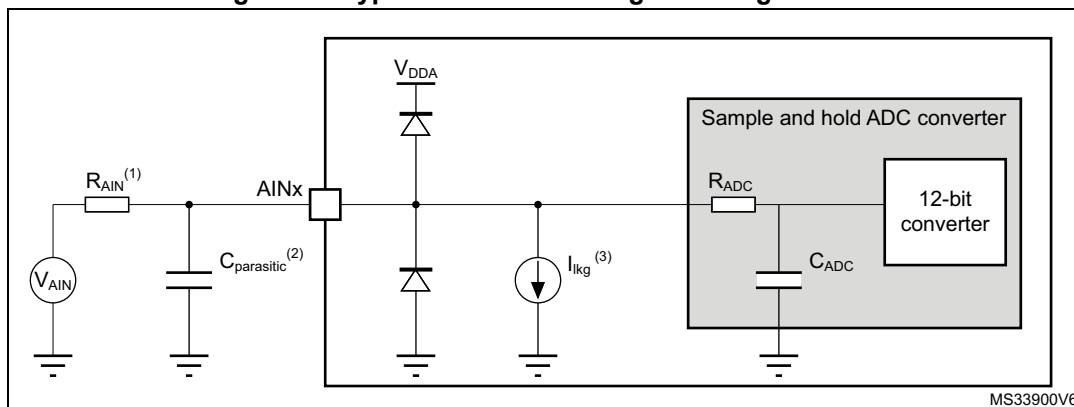 V_DDA
Sample and hold ADC converter
R_AIN^(1)
AINx
R_ADC
12-bit
converter
C_parasitic^(2)
I_lkg^(3)
C_ADC
V_AIN
MS33900V6